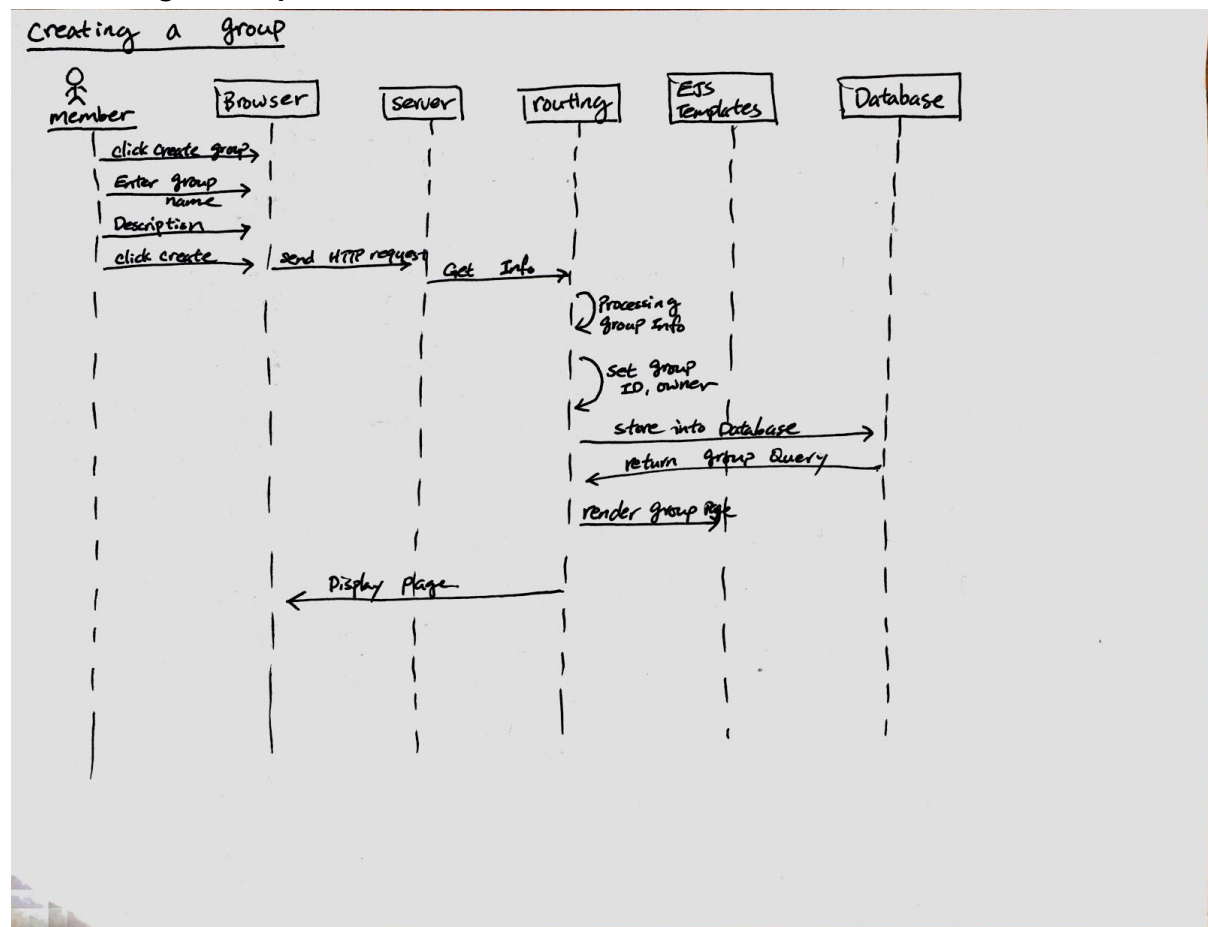 Creating a group
member
Browser
server
routing
EJS
Templates
Database
click create group
Enter group
name
Description
click create
send HTTP request
Get Info
Processing
group Info
set group
ID, owner
store into Database
return group Query
render group Page
Display plage